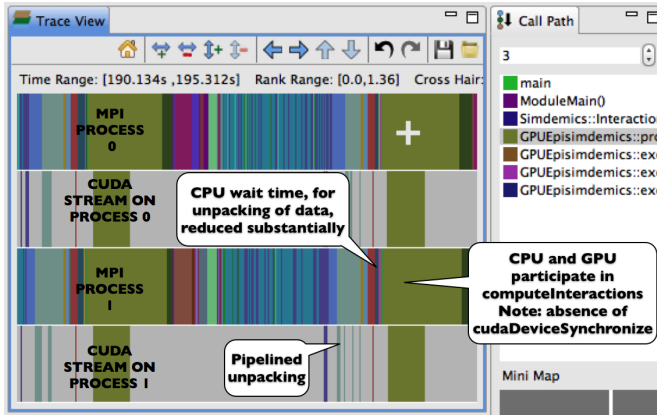 Trace View
Call Path
Time Range: [190.134s ,195.312s] Rank Range: [0.0,1.36] Cross Hair:
3
main
ModuleMain()
Simdemics::Interaction
GPUEpisimdemics::pro
GPUEpisimdemics::exe
GPUEpisimdemics::exe
GPUEpisimdemics::exe
MPI
PROCESS
0
CUDA
STREAM ON
PROCESS 0
CPU wait time, for
unpacking of data,
reduced substantially
MPI
PROCESS
1
CPU and GPU
participate in
computeInteractions
Note: absence of
cudaDeviceSynchronize
CUDA
STREAM ON
PROCESS 1
Pipelined
unpacking
Mini Map